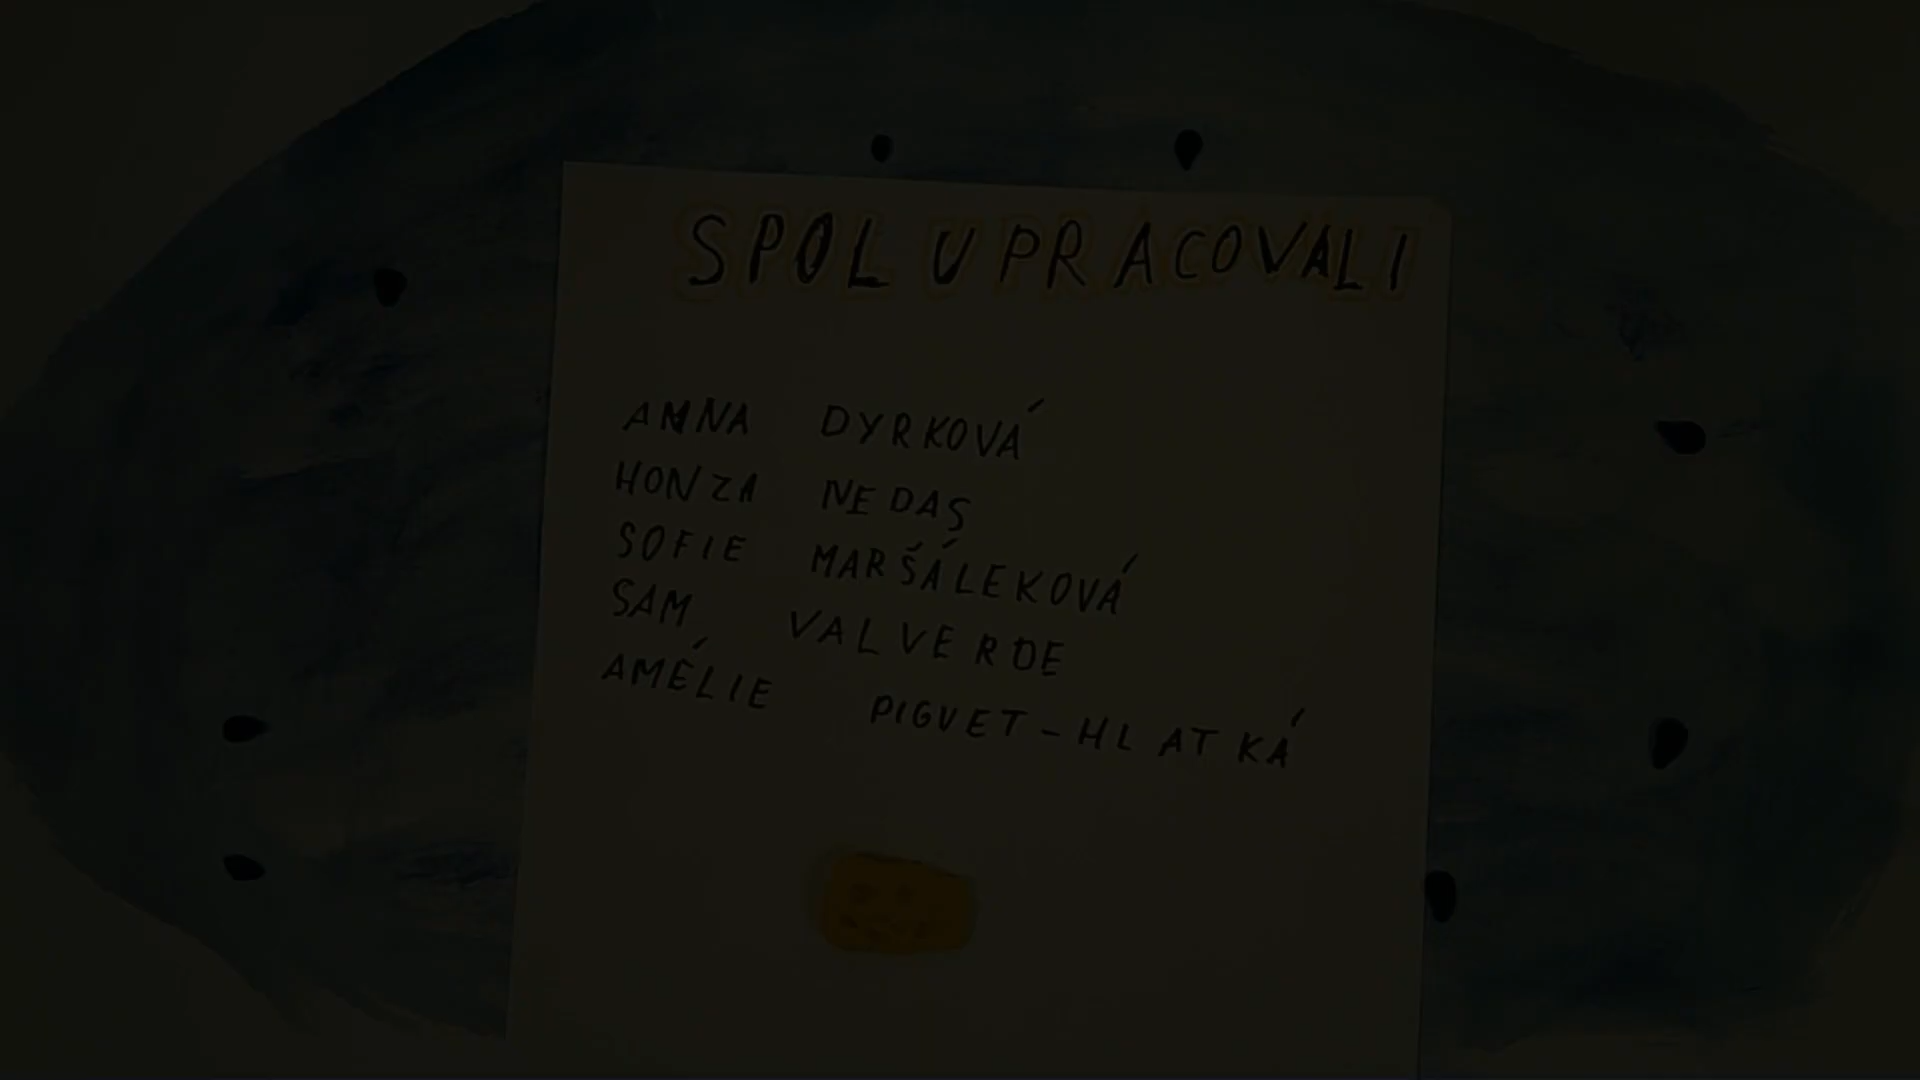 SPOLUPRACOVALI
ANNA DYRKOVÁ
HONZA NEDAS
SOFIE MARŠÁLEKOVÁ
SAM VALVERDE
AMÉLIE PIGUET-HLATKÁ